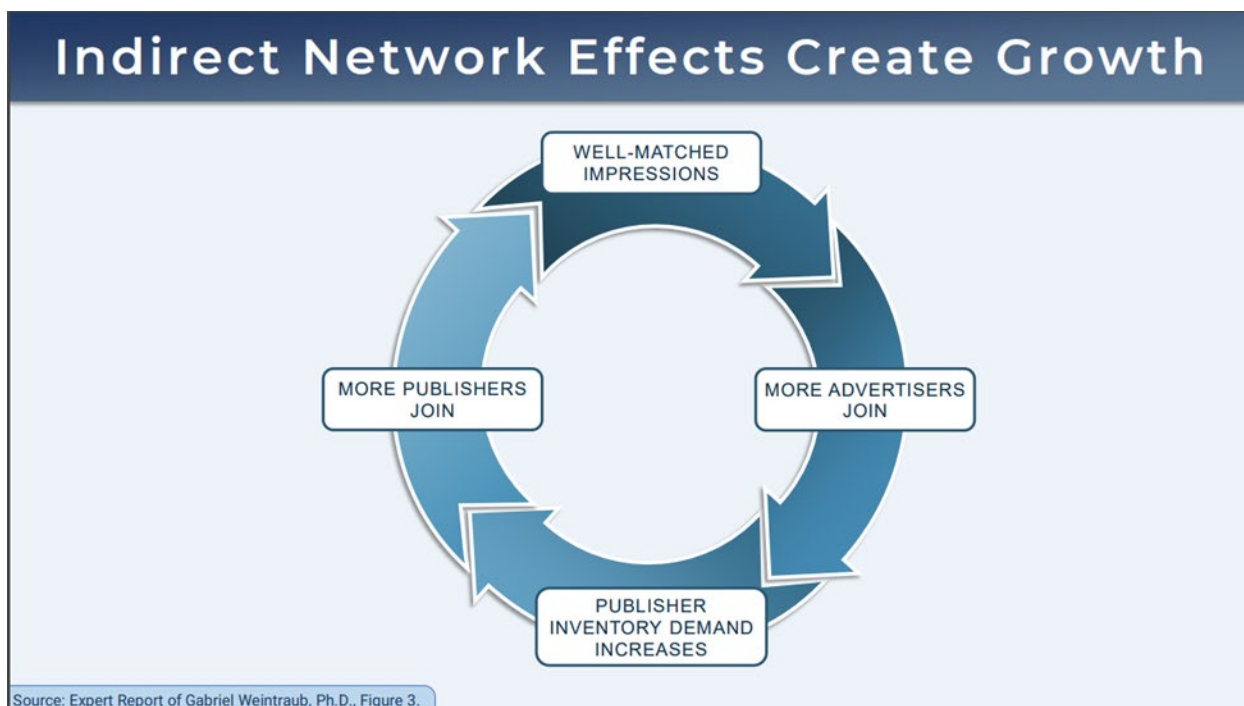 Indirect Network Effects Create Growth
WELL-MATCHED
IMPRESSIONS
MORE PUBLISHERS
JOIN
MORE ADVERTISERS
JOIN
PUBLISHER
INVENTORY DEMAND
INCREASES
Source: Expert Report of Gabriel Weintraub, Ph.D., Figure 3.